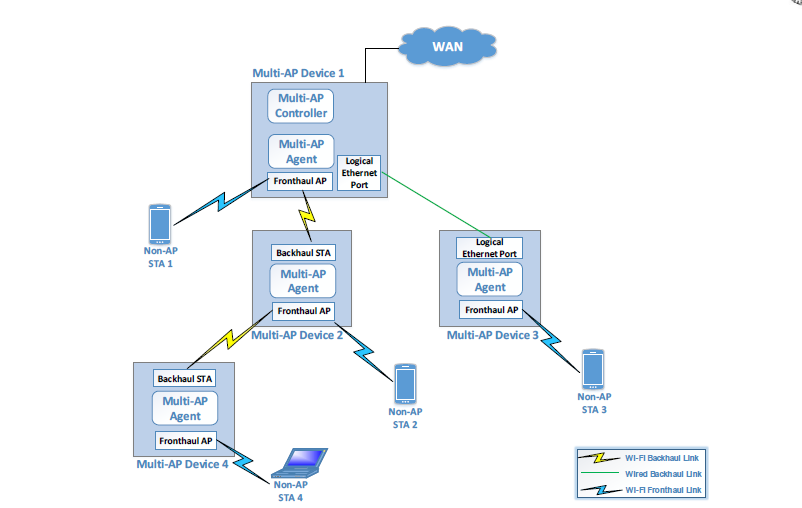 WAN
Multi-AP Device 1
Multi-AP
Controller
Multi-AP
Agent
Logical
Ethernet
Port
Fronthaul AP
Non-AP
STA 1
Backhaul STA
Multi-AP
Agent
Fronthaul AP
Multi-AP Device 2
Logical
Ethernet Port
Multi-AP
Agent
Fronthaul AP
Multi-AP Device 3
Backhaul STA
Multi-AP
Agent
Fronthaul AP
Multi-AP Device 4
Non-AP
STA 2
Non-AP
STA 3
Non-AP
STA 4
Wi-Fi Backhaul Link
Wired Backhaul Link
Wi-Fi Fronthaul Link